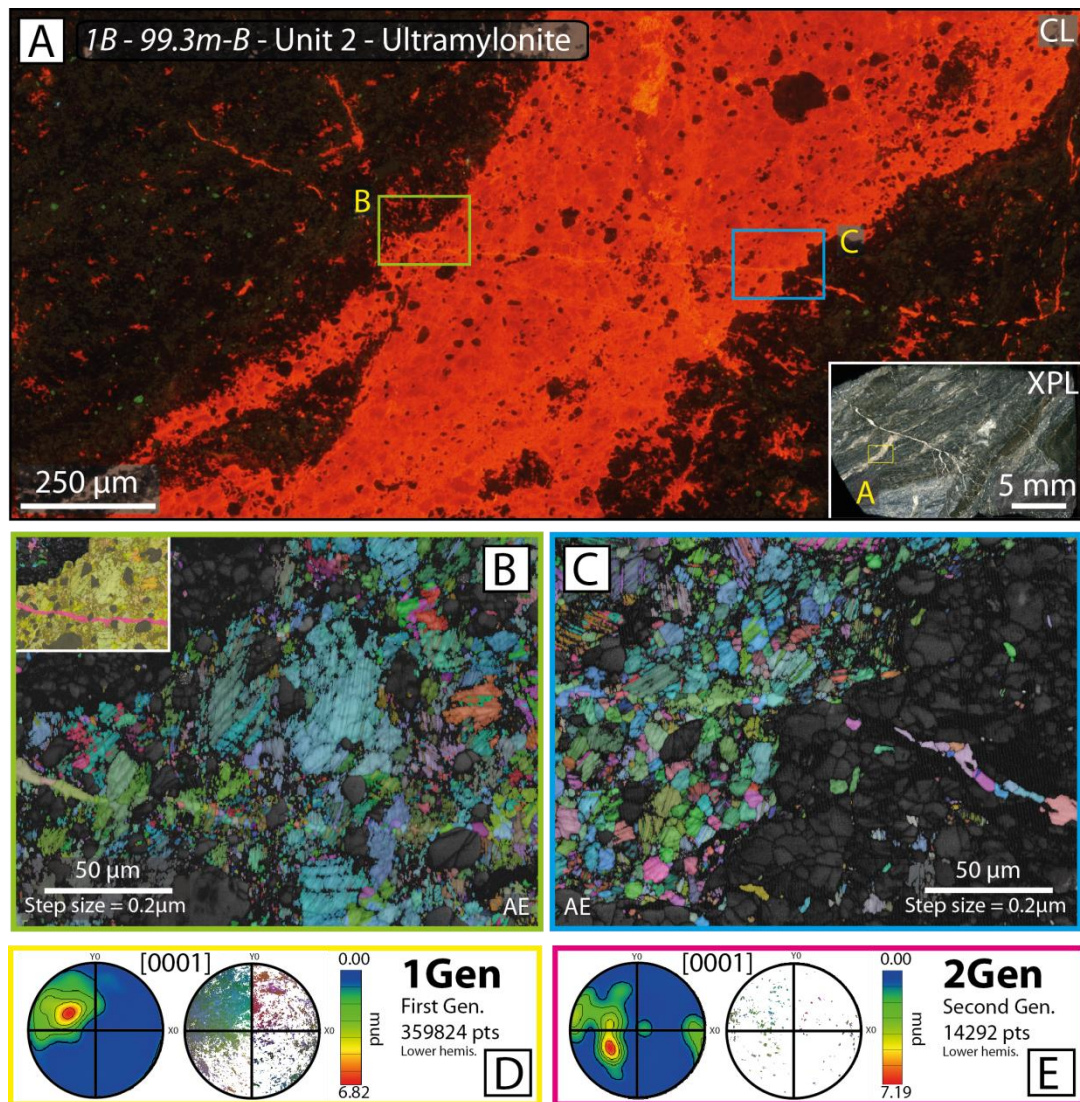 A
1B - 99.3m-B - Unit 2 - Ultramylonite
CL
B
C
250 µm
XPL
A
5 mm
B
50 µm
Step size = 0.2µm
AE
C
50 µm
AE
Step size = 0.2µm
Y0
[0001]
X0
0.00
mud
6.82
1Gen
First Gen.
359824 pts
Lower hemis.
D
Y0
[0001]
X0
0.00
mud
7.19
2Gen
Second Gen.
14292 pts
Lower hemis.
E